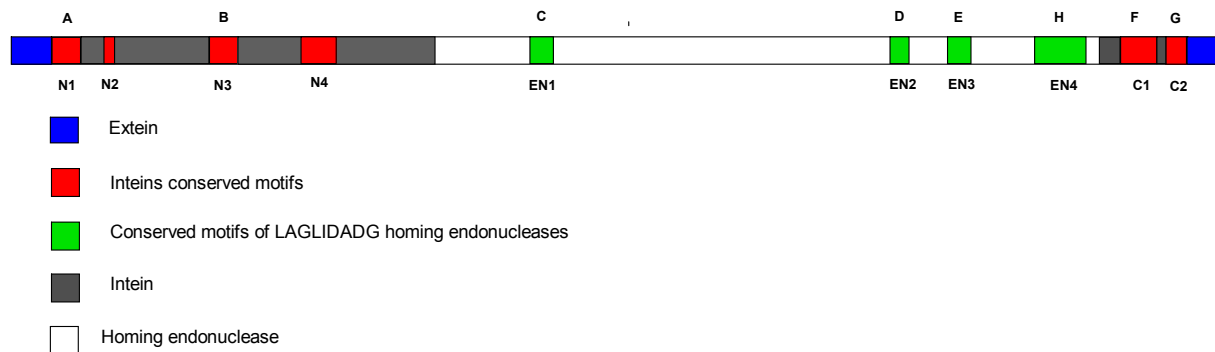 A B C D E H F G
N1 N2 N3 N4 EN1 EN2 EN3 EN4 C1 C2
Extein
Inteins conserved motifs
Conserved motifs of LAGLIDADG homing endonucleases
Intein
Homing endonuclease